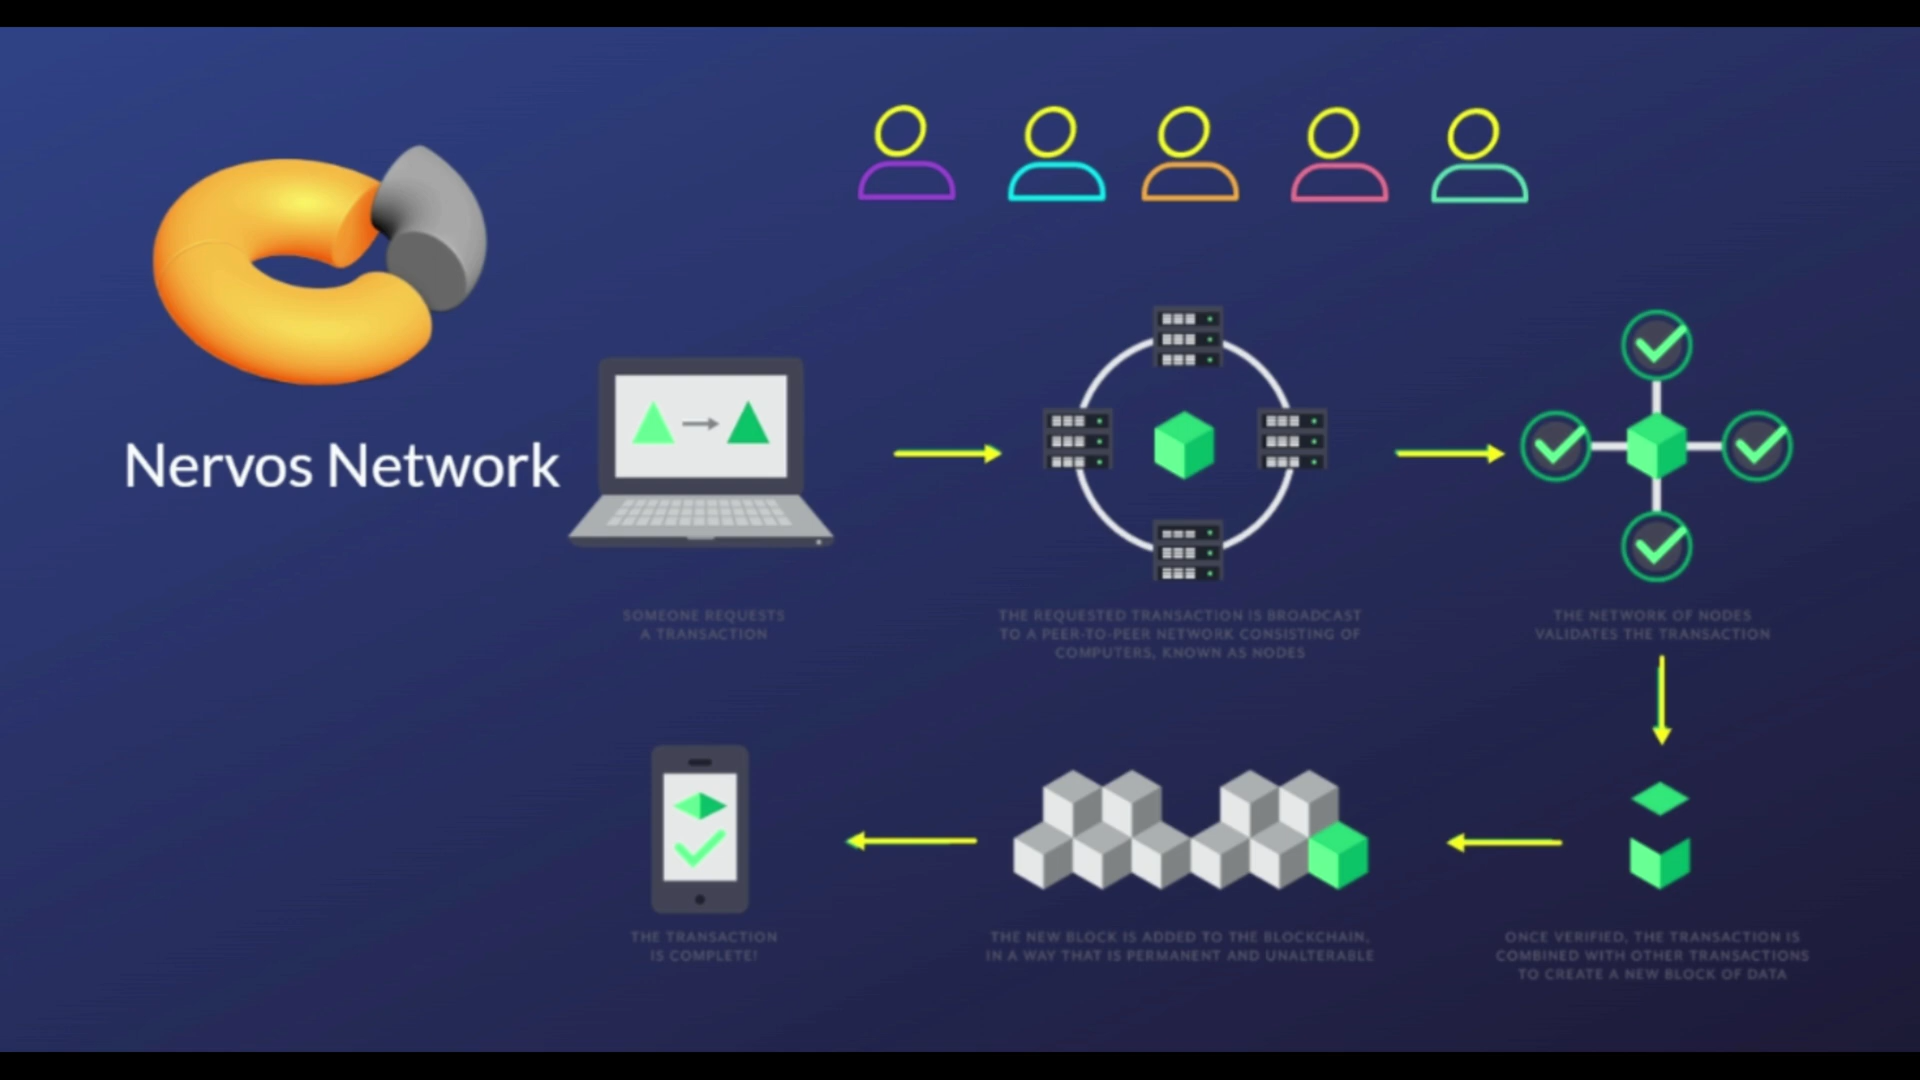 Nervos Network
SOMEONE REQUESTS
A TRANSACTION
THE REQUESTED TRANSACTION IS BROADCAST
TO A PEER-TO-PEER NETWORK CONSISTING OF
COMPUTERS, KNOWN AS NODES
THE NETWORK OF NODES
VALIDATES THE TRANSACTION
THE TRANSACTION
IS COMPLETE!
THE NEW BLOCK IS ADDED TO THE BLOCKCHAIN,
IN A WAY THAT IS PERMANENT AND UNALTERABLE
ONCE VERIFIED, THE TRANSACTION IS
COMBINED WITH OTHER TRANSACTIONS
TO CREATE A NEW BLOCK OF DATA